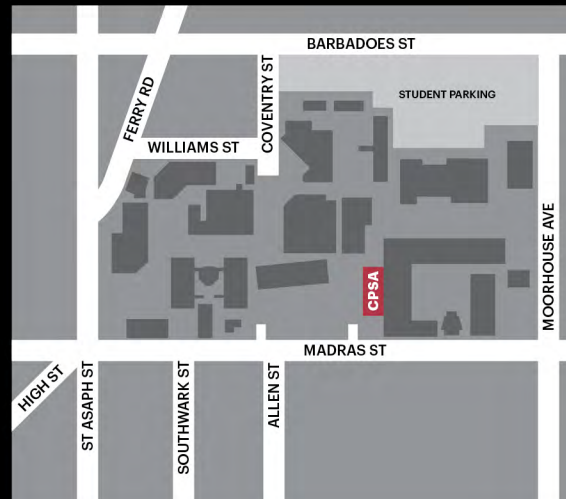 BARBADOES ST
STUDENT PARKING
FERRY RD
COVENTRY ST
WILLIAMS ST
MOORHOUSE AVE
CPSA
MADRAS ST
HIGH ST
ST ASAPH ST
SOUTHWARK ST
ALLEN ST